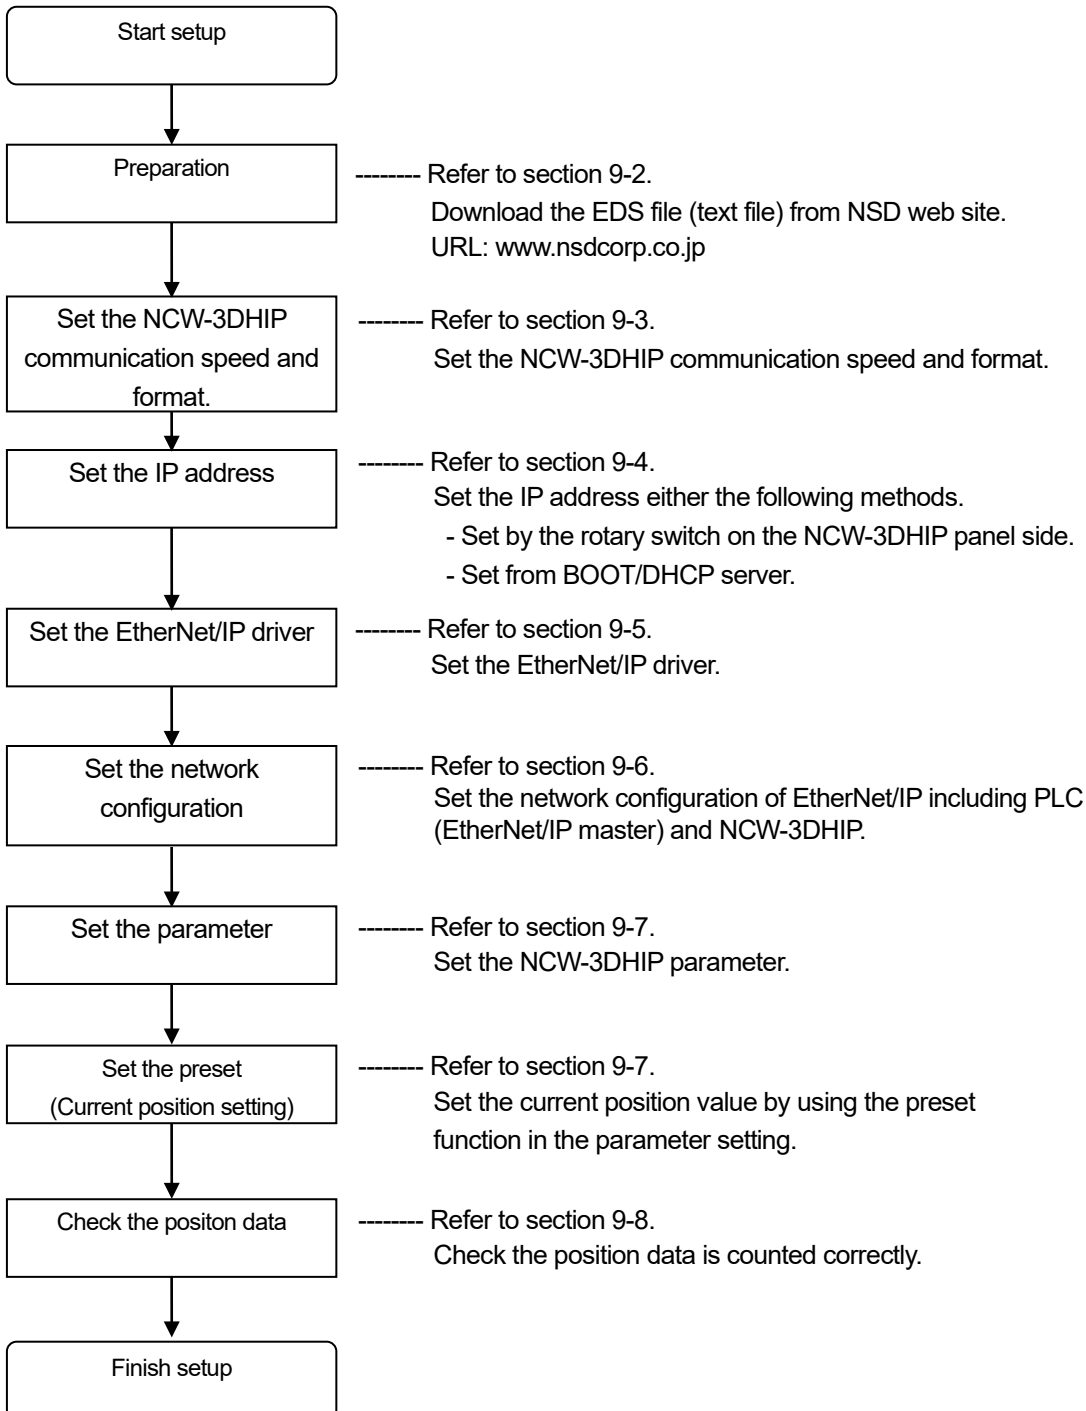 Start setup
Preparation
-------- Refer to section 9-2.
Download the EDS file (text file) from NSD web site.
URL: www.nsdcorp.co.jp
Set the NCW-3DHIP
communication speed and
format.
-------- Refer to section 9-3.
Set the NCW-3DHIP communication speed and format.
Set the IP address
-------- Refer to section 9-4.
Set the IP address either the following methods.
- Set by the rotary switch on the NCW-3DHIP panel side.
- Set from BOOT/DHCP server.
Set the EtherNet/IP driver
-------- Refer to section 9-5.
Set the EtherNet/IP driver.
Set the network
configuration
-------- Refer to section 9-6.
Set the network configuration of EtherNet/IP including PLC
(EtherNet/IP master) and NCW-3DHIP.
Set the parameter
-------- Refer to section 9-7.
Set the NCW-3DHIP parameter.
Set the preset
(Current position setting)
-------- Refer to section 9-7.
Set the current position value by using the preset
function in the parameter setting.
Check the positon data
-------- Refer to section 9-8.
Check the position data is counted correctly.
Finish setup